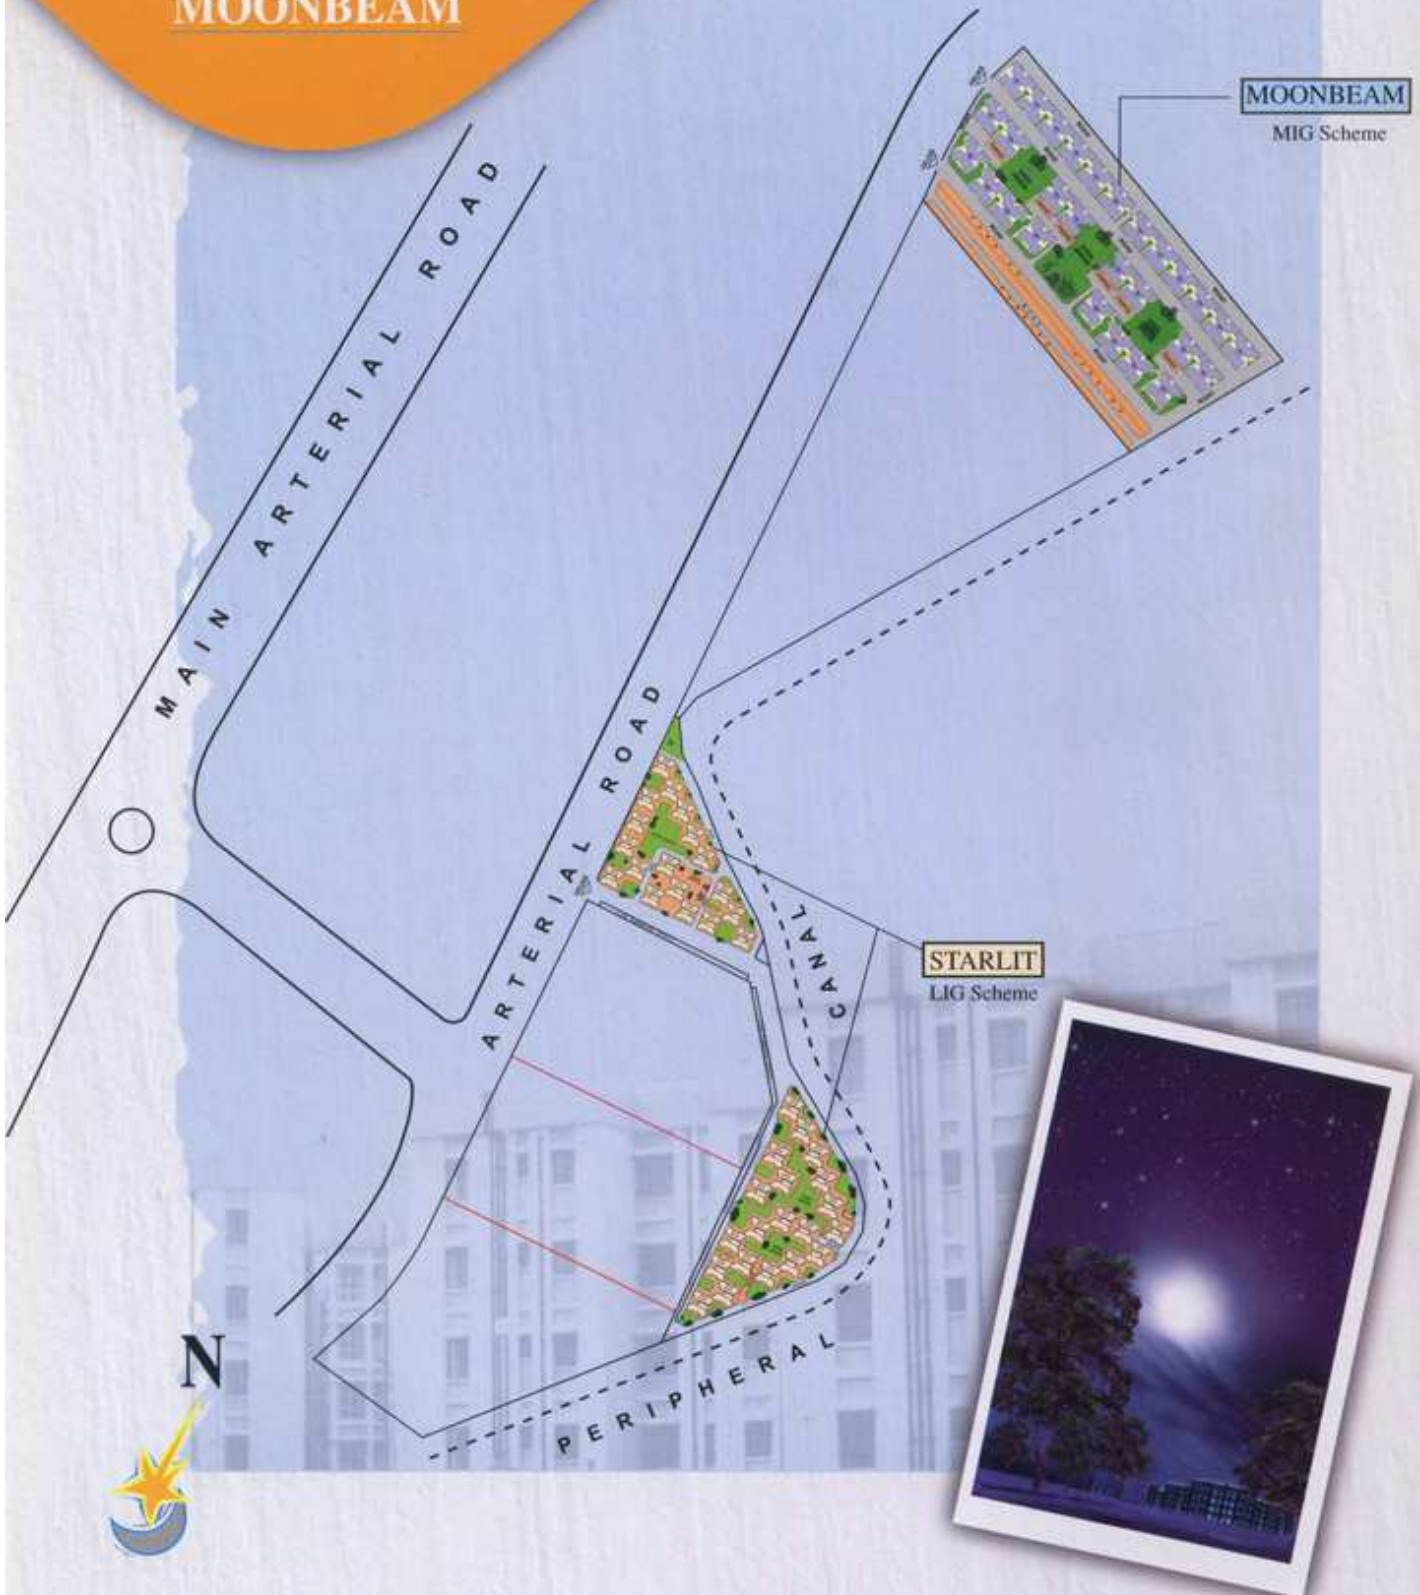 MOONBEAM
MOONBEAM
MIG Scheme
MAIN ARTERIAL ROAD
ARTERIAL ROAD
CANAL
STARLIT
LIG Scheme
PERIPHERAL
N